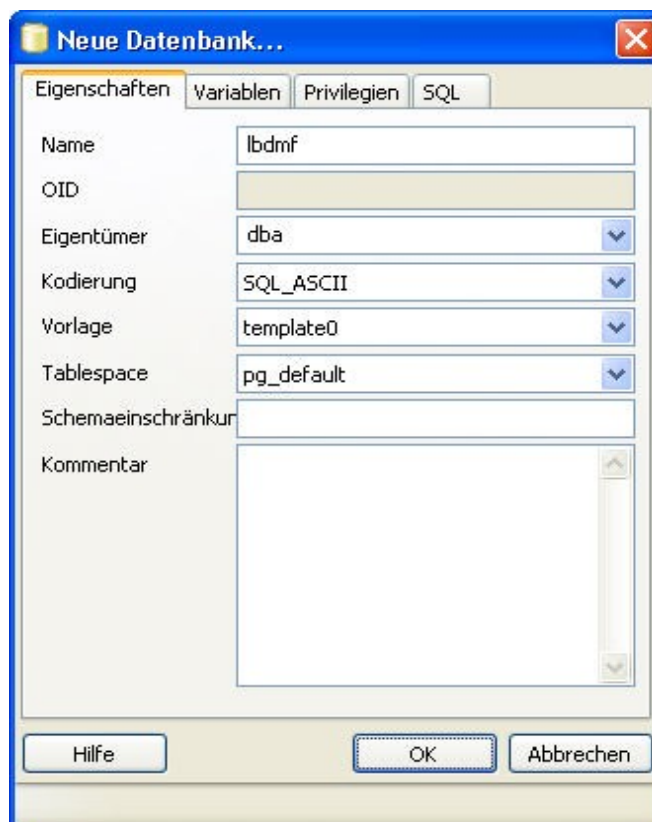 Neue Datenbank...
Eigenschaften Variablen Privilegien SQL
Name lbdmf
OID
Eigentümer dba
Kodierung SQL_ASCII
Vorlage template0
Tablespace pg_default
Schemaeinschränkur
Kommentar
Hilfe OK Abbrechen